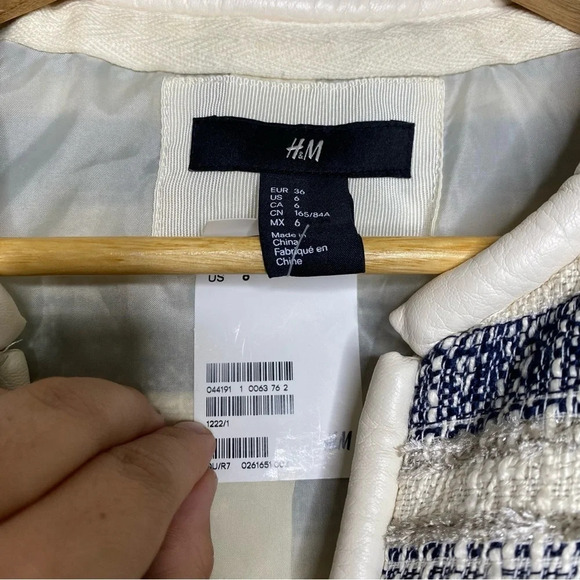 H&M
EUR 36
US 6
CA 6
CN 165/84A
MX 6
Made in
China
Fabriqué en
Chine
US 6
044191 1 0063 76 2
1222/1
H&M